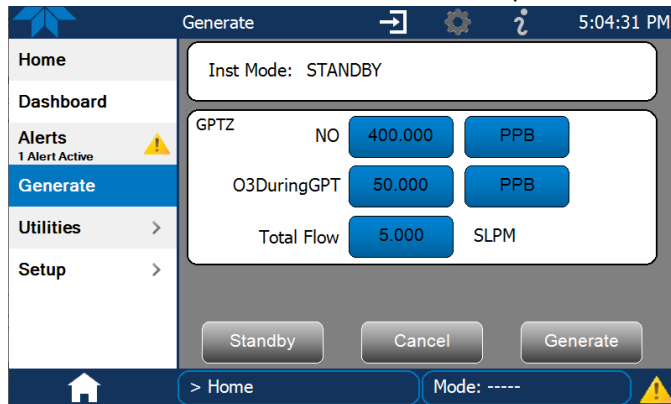 Generate 5:04:31 PM
Home
Dashboard
Alerts
1 Alert Active
Generate
Utilities >
Setup >
Inst Mode: STANDBY
GPTZ NO 400.000 PPB
O3DuringGPT 50.000 PPB
Total Flow 5.000 SLPM
Standby Cancel Generate
> Home Mode: -----